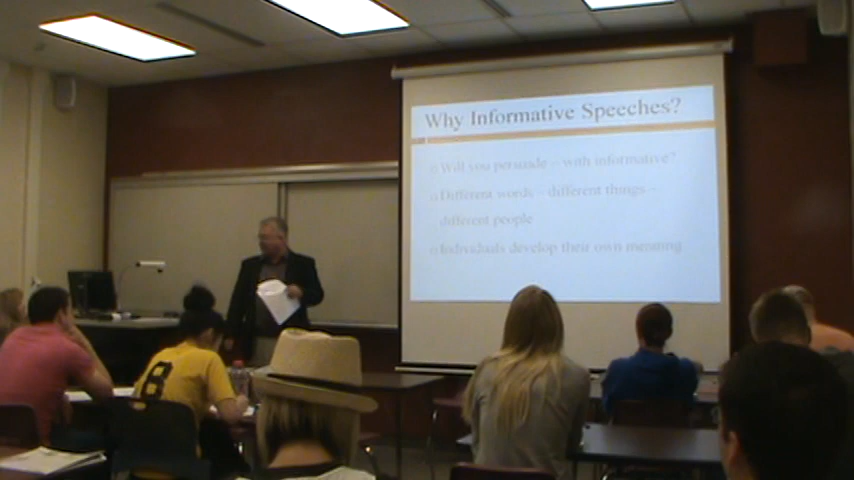 Why Informative Speeches?
Will you persuade – with informative?
Different words – different things –
different people
Individuals develop their own meaning
8